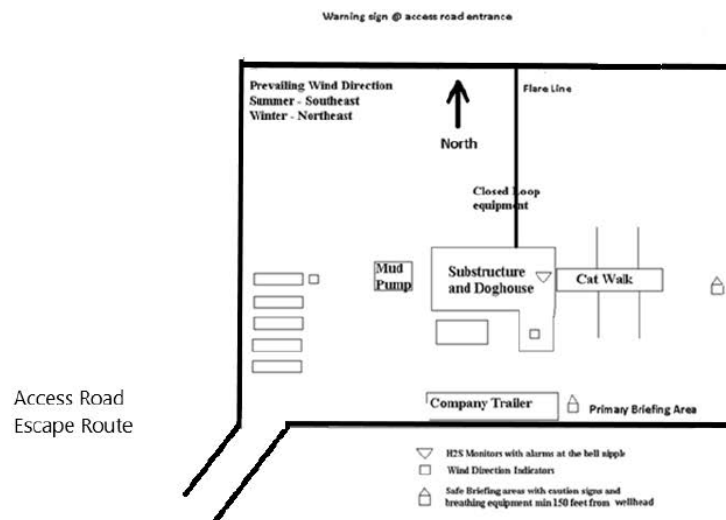 Warning sign @ access road entrance
Prevailing Wind Direction
Summer - Southeast
Winter - Northeast
Flare Line
North
Closed Loop
equipment
Mud
Pump
Substructure
and Doghouse
Cat Walk
Access Road
Escape Route
Company Trailer
Primary Briefing Area
H2S Monitors with alarms at the bell nipple
Wind Direction Indicators
Safe Briefing areas with caution signs and
breathing equipment min 150 feet from wellhead